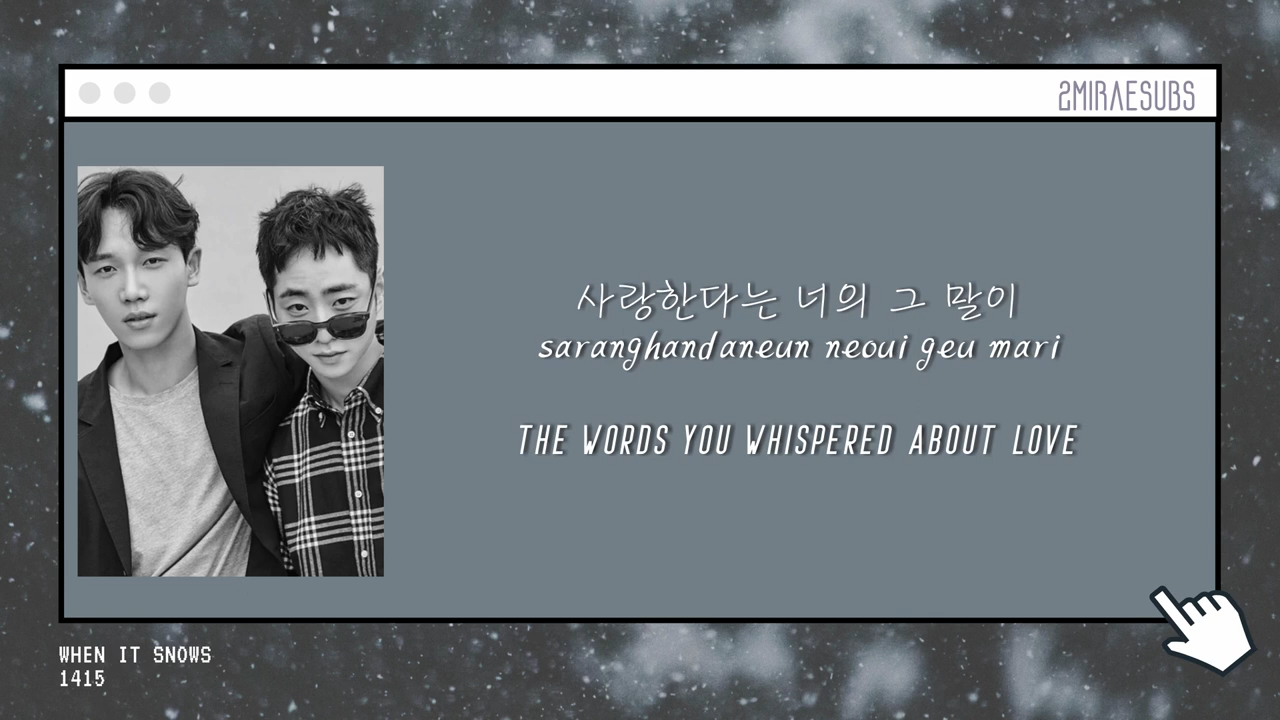 2MIRAESUBS
사랑한다는 너의 그 말이
saranghandaneun neoui geu mari
THE WORDS YOU WHISPERED ABOUT LOVE
WHEN IT SNOWS
1415